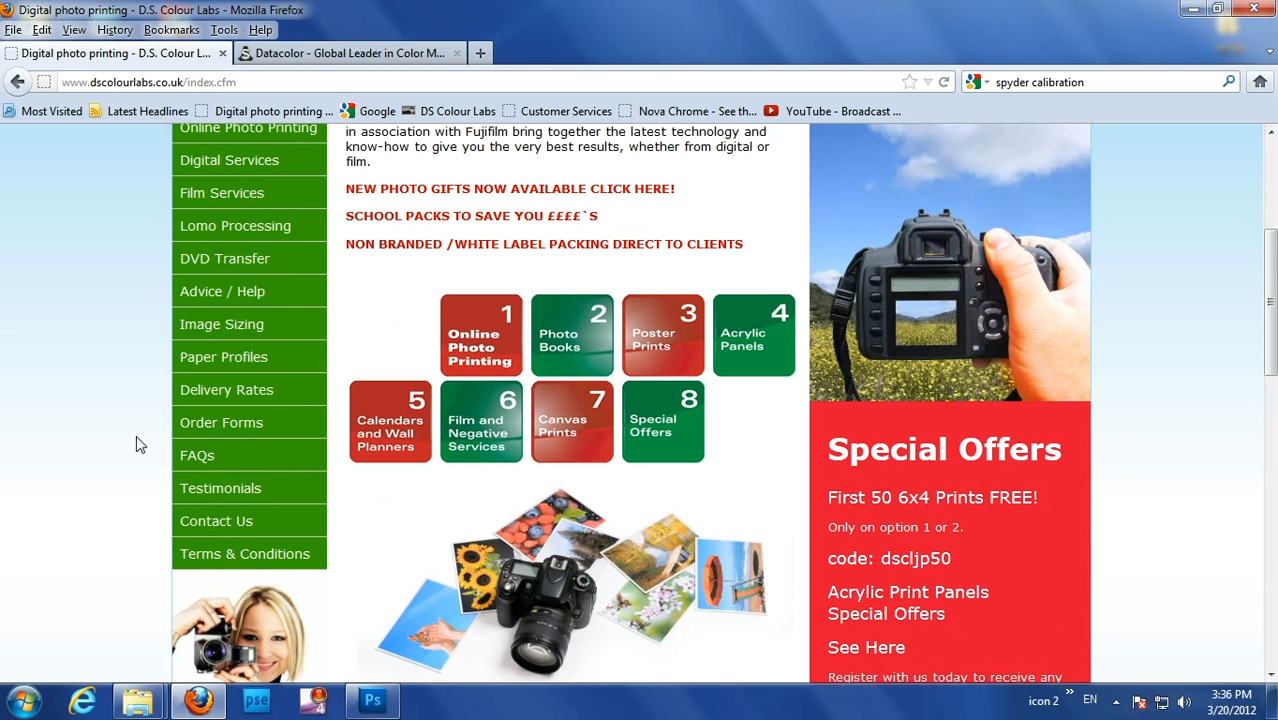 Digital photo printing - D.S. Colour Labs - Mozilla Firefox
File Edit View History Bookmarks Tools Help
Digital photo printing - D.S. Colour L...
Datacolor - Global Leader in Color M...
www.dscolourlabs.co.uk/index.cfm
spyder calibration
Most Visited
Latest Headlines
Digital photo printing ...
Google
DS Colour Labs
Customer Services
Nova Chrome - See th...
YouTube - Broadcast ...
Online Photo Printing
Digital Services
Film Services
Lomo Processing
DVD Transfer
Advice / Help
Image Sizing
Paper Profiles
Delivery Rates
Order Forms
FAQs
Testimonials
Contact Us
Terms & Conditions
in association with Fujifilm bring together the latest technology and
know-how to give you the very best results, whether from digital or
film.
NEW PHOTO GIFTS NOW AVAILABLE CLICK HERE!
SCHOOL PACKS TO SAVE YOU ££££`S
NON BRANDED /WHITE LABEL PACKING DIRECT TO CLIENTS
1
Online
Photo
Printing
2
Photo
Books
3
Poster
Prints
4
Acrylic
Panels
5
Calendars
and Wall
Planners
6
Film and
Negative
Services
7
Canvas
Prints
8
Special
Offers
Special Offers
First 50 6x4 Prints FREE!
Only on option 1 or 2.
code: dscljp50
Acrylic Print Panels
Special Offers
See Here
Register with us today to receive any
pse
4
Ps
icon 2
EN
3:36 PM
3/20/2012